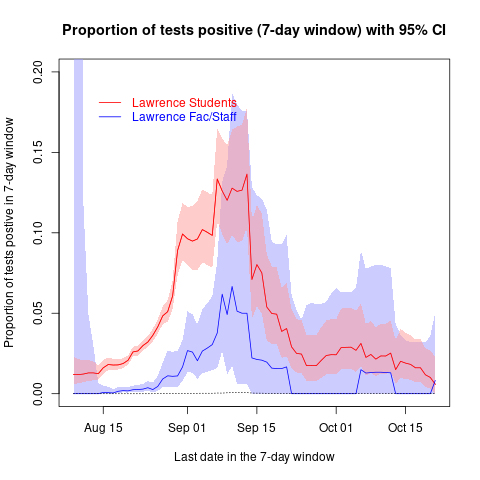 Proportion of tests positive (7-day window) with 95% CI
Proportion of tests postive in 7-day window
0.20
0.15
0.10
0.05
0.00
Lawrence Students
Lawrence Fac/Staff
Aug 15
Sep 01
Sep 15
Oct 01
Oct 15
Last date in the 7-day window